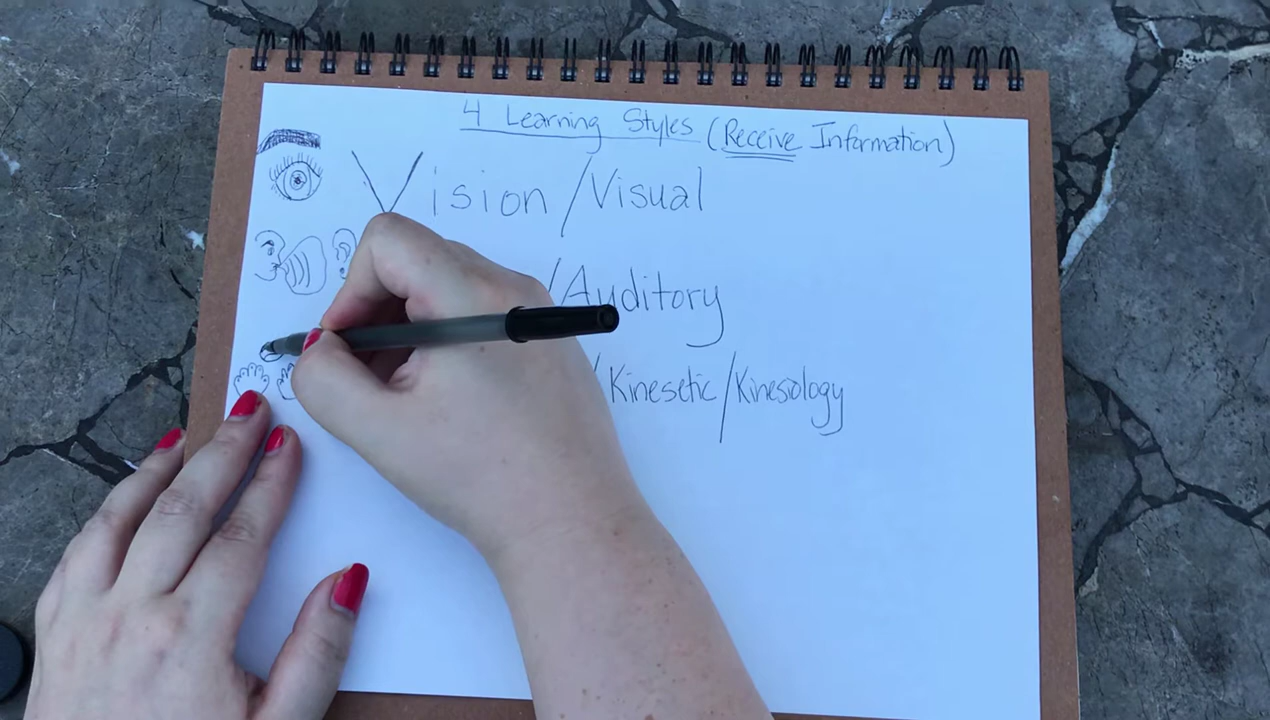 4 Learning Styles (Receive Information)
Vision/Visual
/Auditory
/Kinesetic/Kinesology